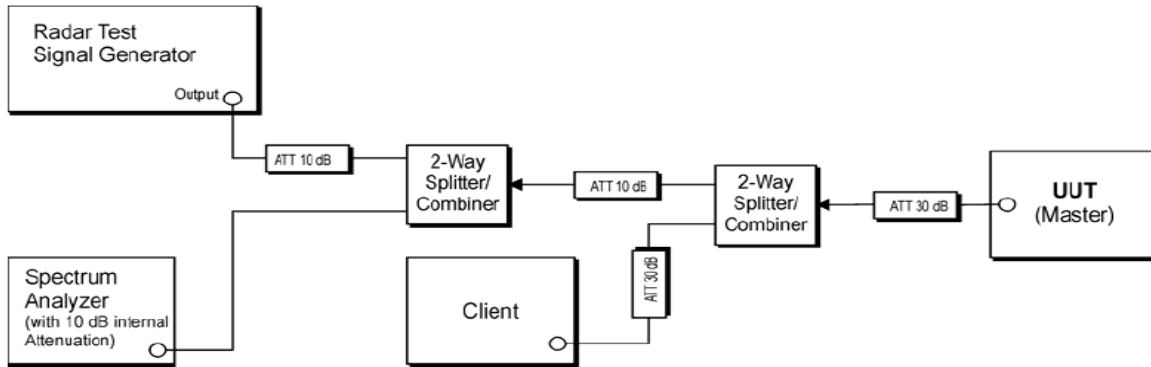 Radar Test
Signal Generator
Output
ATT 10 dB
2-Way
Splitter/
Combiner
ATT 10 dB
2-Way
Splitter/
Combiner
ATT 30 dB
UUT
(Master)
Spectrum
Analyzer
(with 10 dB internal
Attenuation)
Client
ATT 30 dB